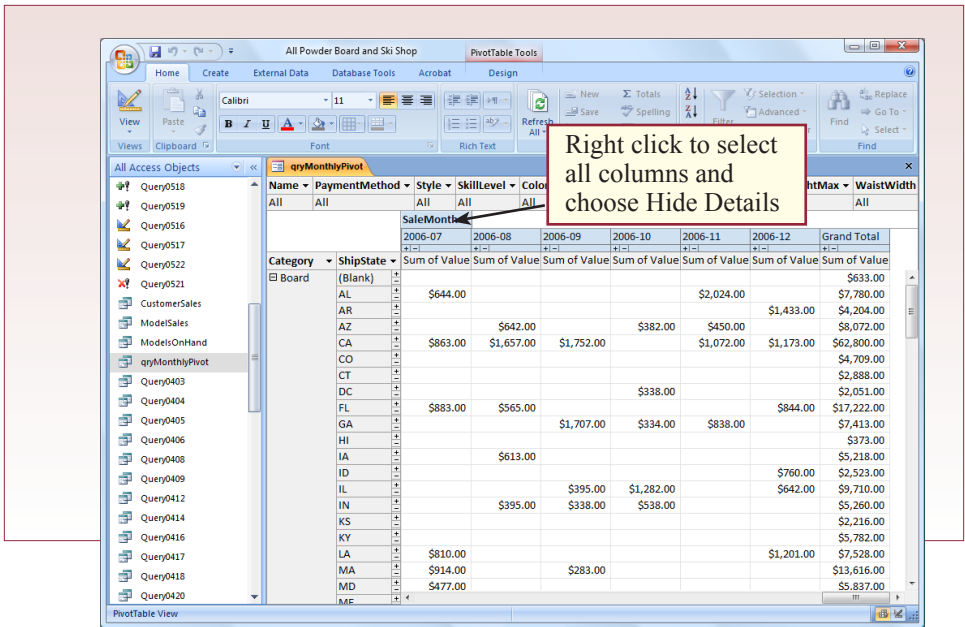 All Powder Board and Ski Shop PivotTable Tools
Home Create External Data Database Tools Acrobat Design
View Paste Calibri 11 Refresh All New Save Σ Totals Spelling Filter Selection Advanced Find Replace Go To Select
B I U A
Views Clipboard Font Rich Text Find
Right click to select
all columns and
choose Hide Details
All Access Objects
Query0518
Query0519
Query0516
Query0517
Query0522
Query0521
CustomerSales
ModelSales
ModelsOnHand
qryMonthlyPivot
Query0403
Query0404
Query0405
Query0406
Query0408
Query0409
Query0412
Query0414
Query0416
Query0417
Query0418
Query0420
qryMonthlyPivot
Name PaymentMethod Style SkillLevel WaistWidth
All All All All All All
SaleMonth
2006-07 2006-08 2006-09 2006-10 2006-11 2006-12 Grand Total
+ - + - + - + - + - + - + -
Category ShipState Sum of Value Sum of Value Sum of Value Sum of Value Sum of Value Sum of Value Sum of Value
Board (Blank) $633.00
AL $644.00 $2,024.00 $7,780.00
AR $1,433.00 $4,204.00
AZ $642.00 $382.00 $450.00 $8,072.00
CA $863.00 $1,657.00 $1,752.00 $1,072.00 $1,173.00 $62,800.00
CO $4,709.00
CT $2,888.00
DC $338.00 $2,051.00
FL $883.00 $565.00 $844.00 $17,222.00
GA $1,707.00 $334.00 $838.00 $7,413.00
HI $373.00
IA $613.00 $5,218.00
ID $760.00 $2,523.00
IL $395.00 $1,282.00 $642.00 $9,710.00
IN $395.00 $338.00 $538.00 $5,260.00
KS $2,216.00
KY $5,782.00
LA $810.00 $1,201.00 $7,528.00
MA $914.00 $283.00 $13,616.00
MD $477.00 $5,837.00
ME
PivotTable View